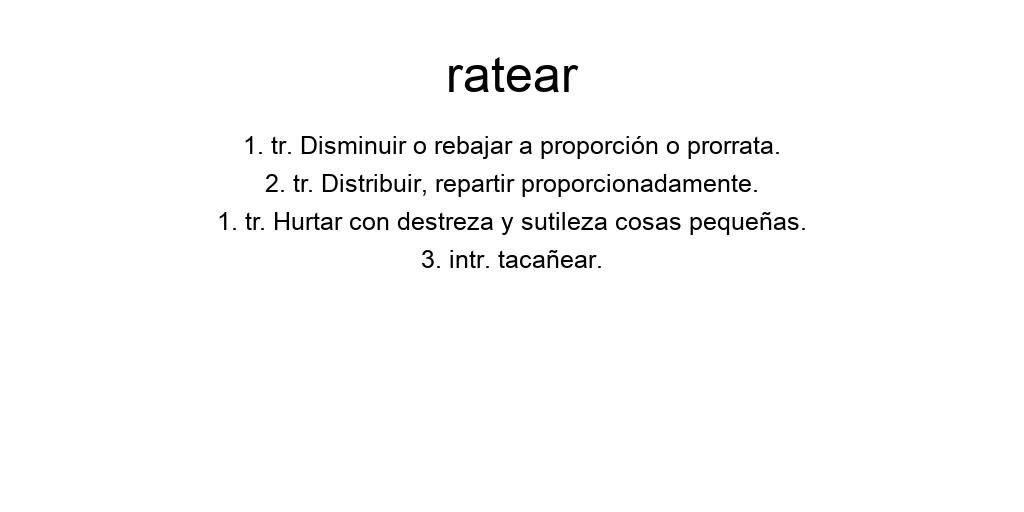 ratear
1. tr. Disminuir o rebajar a proporción o prorrata.
2. tr. Distribuir, repartir proporcionadamente.
1. tr. Hurtar con destreza y sutileza cosas pequeñas.
3. intr. tacañear.